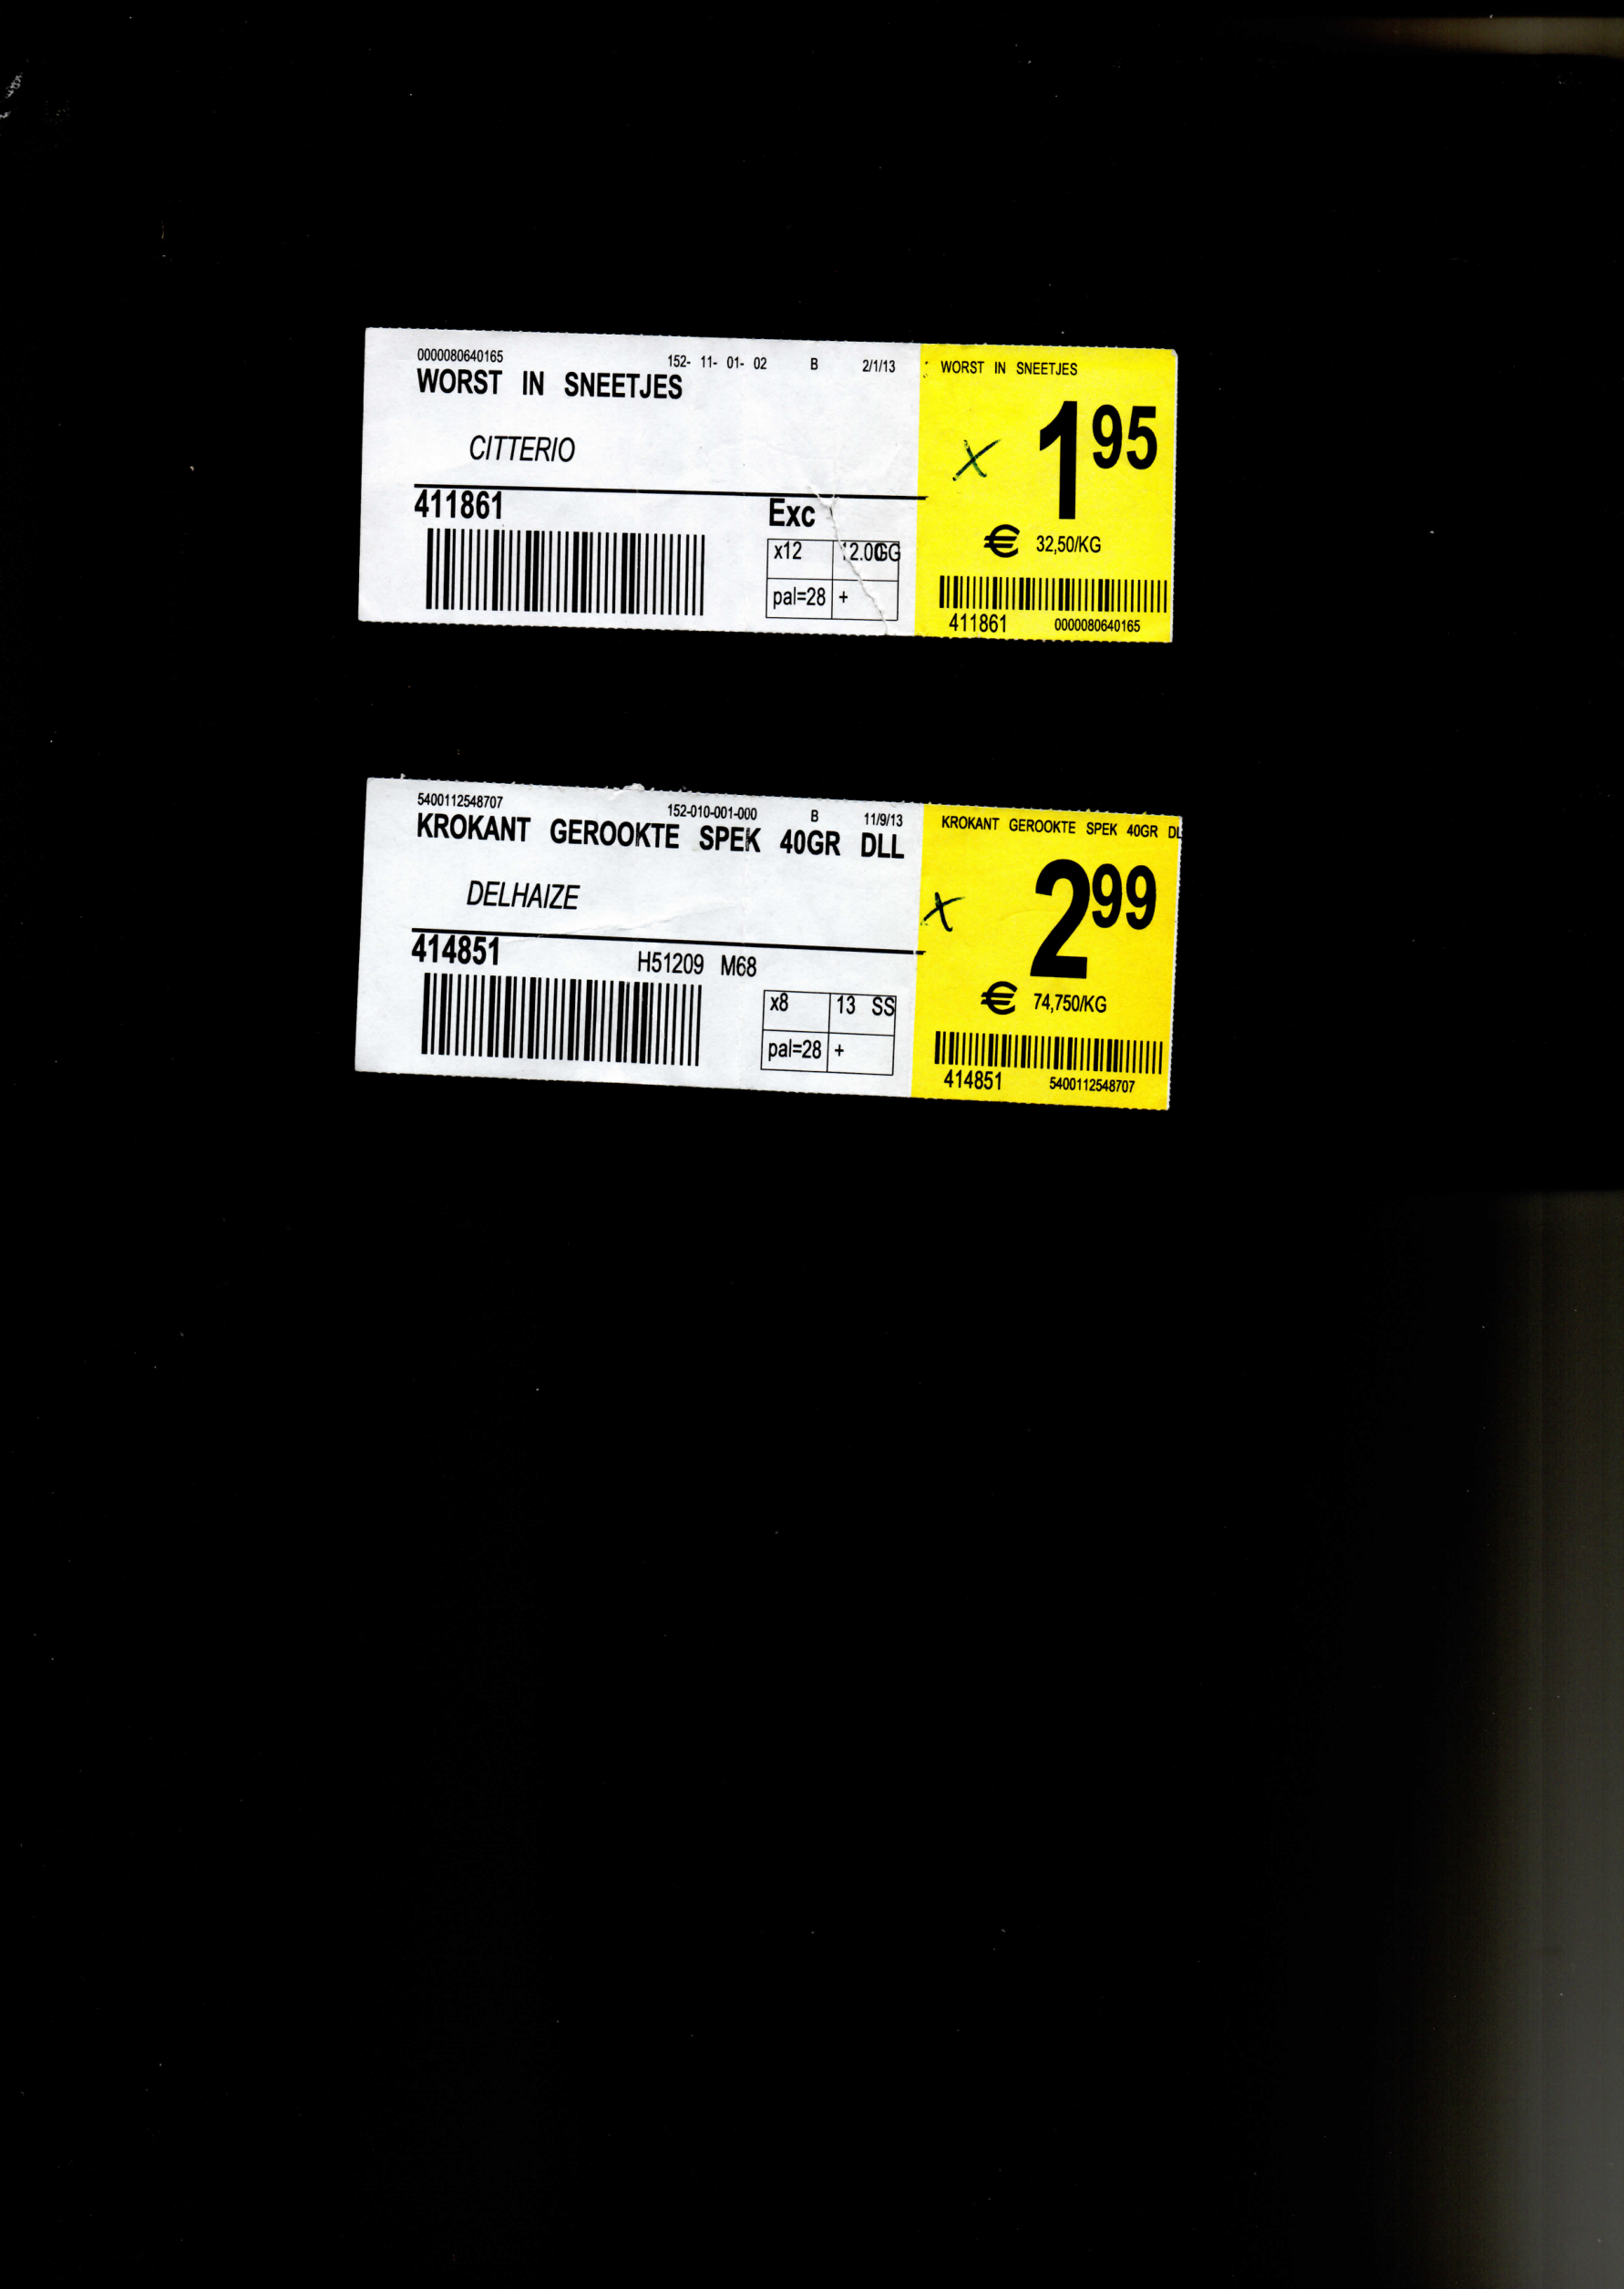 0000080640165 152- 11- 01- 02 B 2/1/13
WORST IN SNEETJES
CITTERIO
411861
Exc
x12 12.00GG
pal=28 +
WORST IN SNEETJES
x 1 95
€ 32,50/KG
411861 0000080640165
5400112548707 152-010-001-000 B 11/9/13
KROKANT GEROOKTE SPEK 40GR DLL
DELHAIZE
414851 H51209 M68
x8 13 SS
pal=28 +
KROKANT GEROOKTE SPEK 40GR DL
x 2 99
€ 74,750/KG
414851 5400112548707